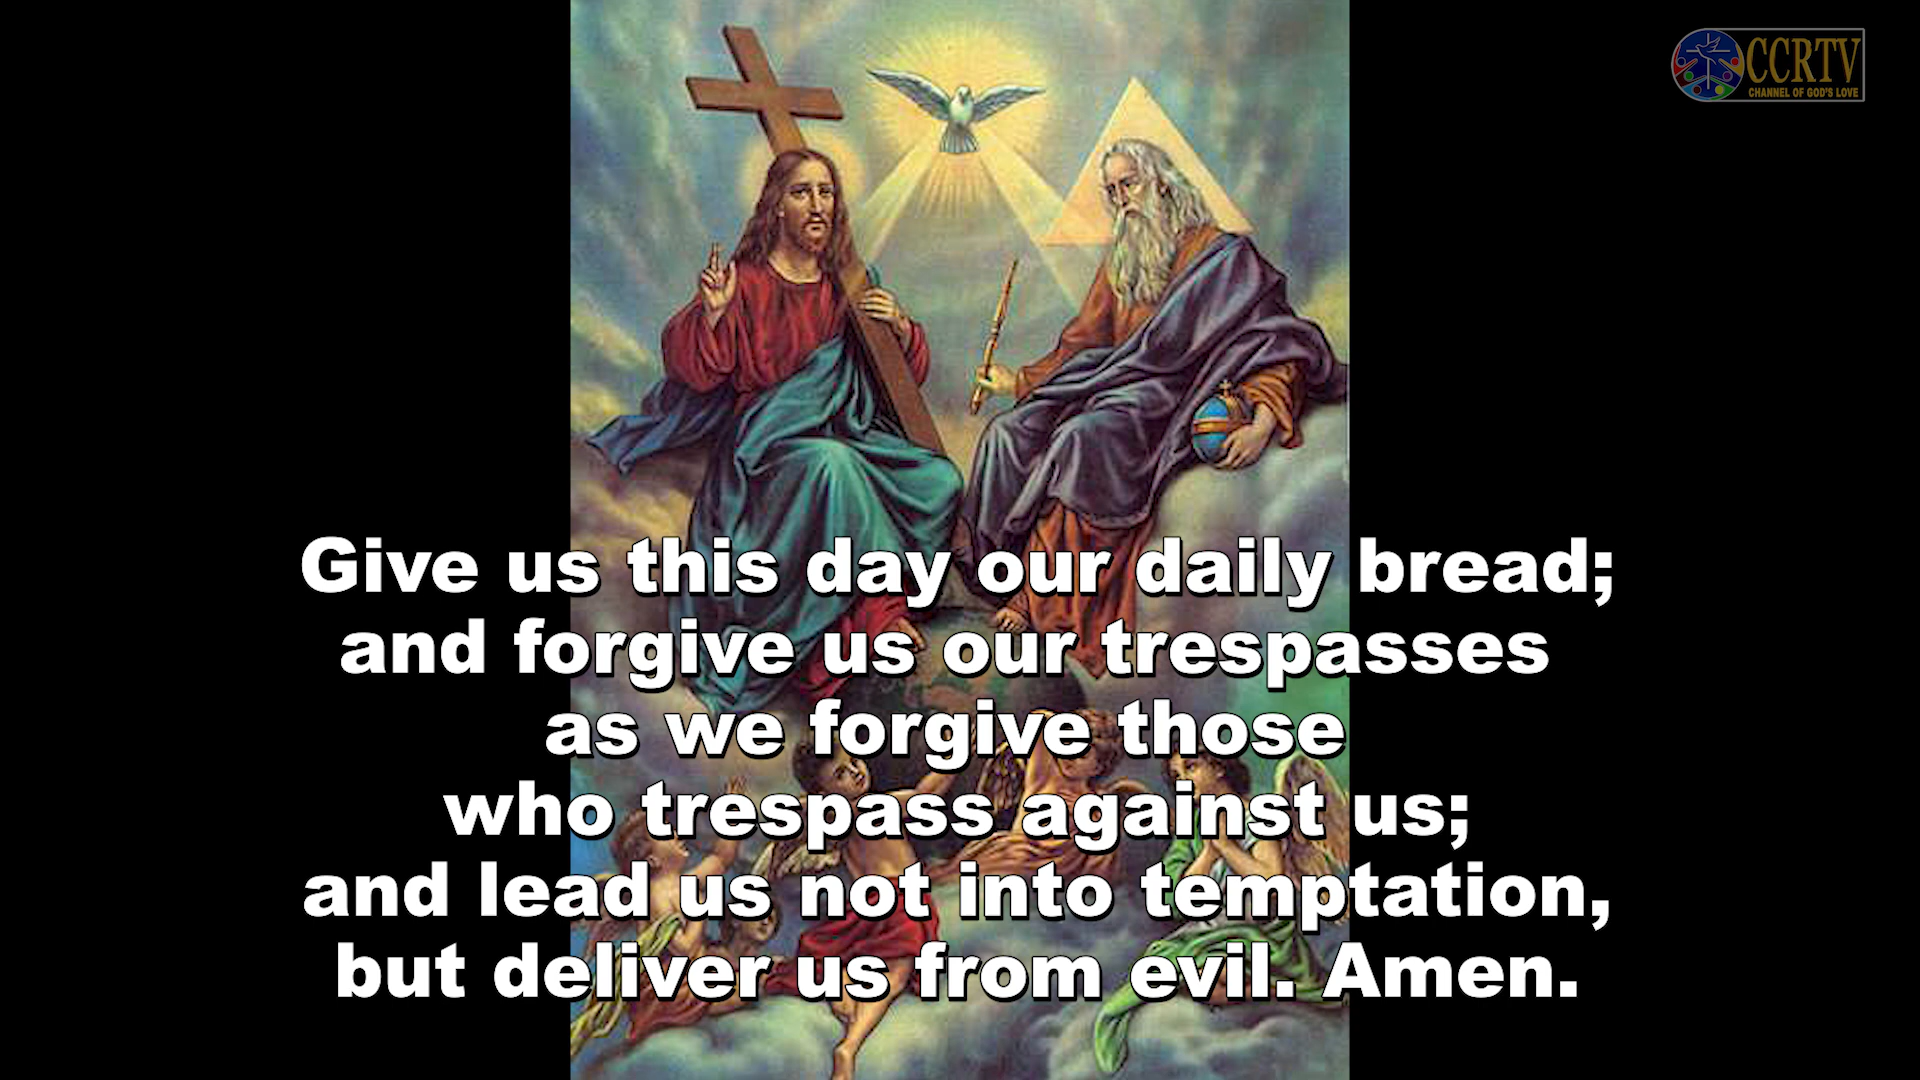 CCRTV
CHANNEL OF GOD'S LOVE
Give us this day our daily bread;
and forgive us our trespasses
as we forgive those
who trespass against us;
and lead us not into temptation,
but deliver us from evil. Amen.